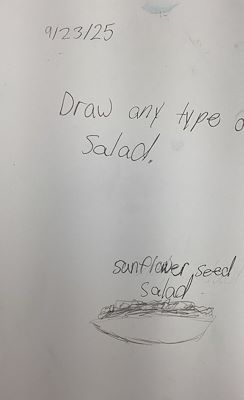 9/23/25
Draw any type o
Salad.
sunflower seed
salad